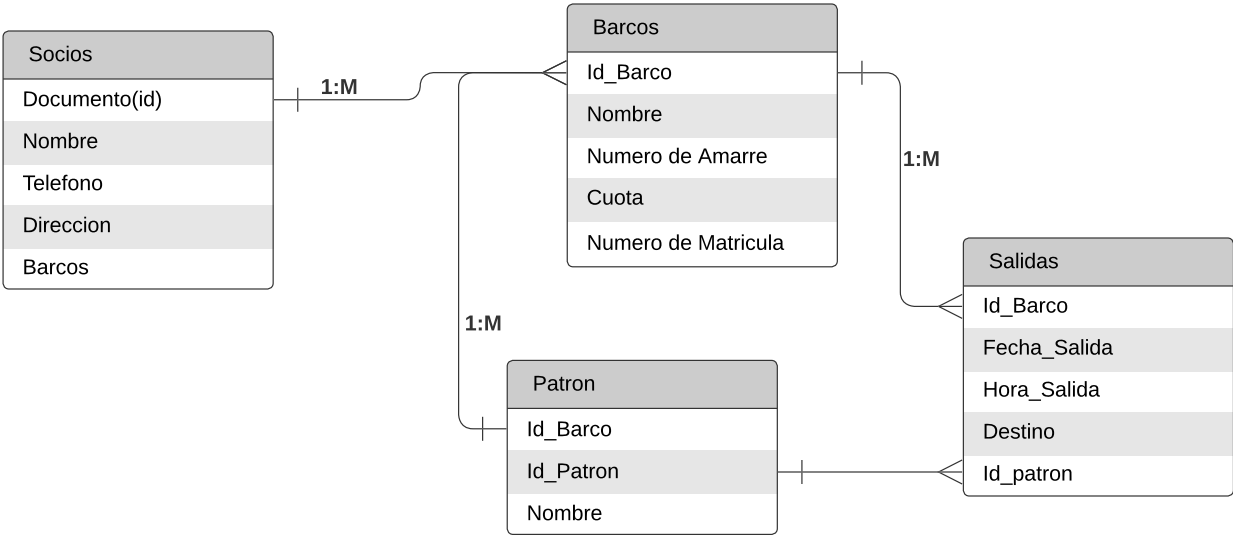 Socios
Documento(id)
Nombre
Telefono
Direccion
Barcos
1:M
Barcos
Id_Barco
Nombre
Numero de Amarre
Cuota
Numero de Matricula
1:M
1:M
Patron
Id_Barco
Id_Patron
Nombre
Salidas
Id_Barco
Fecha_Salida
Hora_Salida
Destino
Id_patron